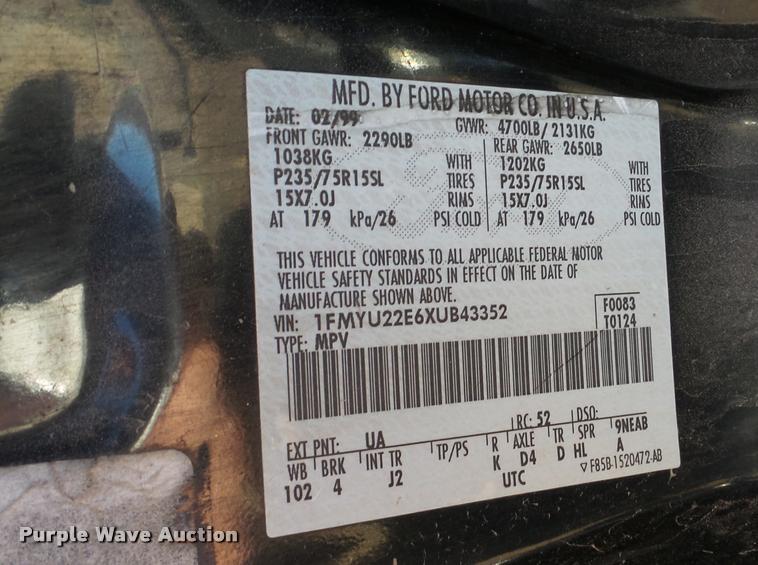 MFD. BY FORD MOTOR CO. IN U.S.A.
DATE: 02/99 GVWR: 4700LB/ 2131KG
FRONT GAWR: 2290LB REAR GAWR: 2650LB
1038KG WITH 1202KG WITH
P235/75R15SL TIRES P235/75R15SL TIRES
15X7.0J RIMS 15X7.0J RIMS
AT 179 kPa/26 PSI COLD AT 179 kPa/26 PSI COLD
THIS VEHICLE CONFORMS TO ALL APPLICABLE FEDERAL MOTOR
VEHICLE SAFETY STANDARDS IN EFFECT ON THE DATE OF
MANUFACTURE SHOWN ABOVE.
VIN: 1FMYU22E6XUB43352 F0083
TYPE: MPV T0124
EXT PNT: UA RC: 52 DSO:
WB BRK INT TR TP/PS R AXLE TR SPR 9NEAB
102 4 J2 K D4 D HL A
UTC ▽ F85B-1520472-AB
Purple Wave Auction